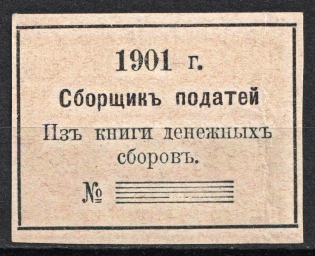 1901 г.
Сборщикъ податей
Изъ книги денежныхъ
сборовъ.
№